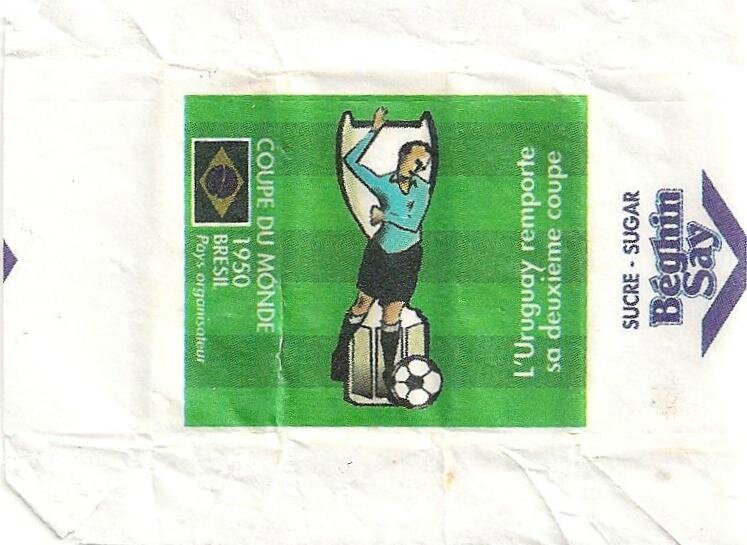 COUPE DU MONDE
1950
BRESIL
Pays organisateur
L'Uruguay remporte
sa deuxième coupe
SUCRE - SUGAR
Béghin
Say